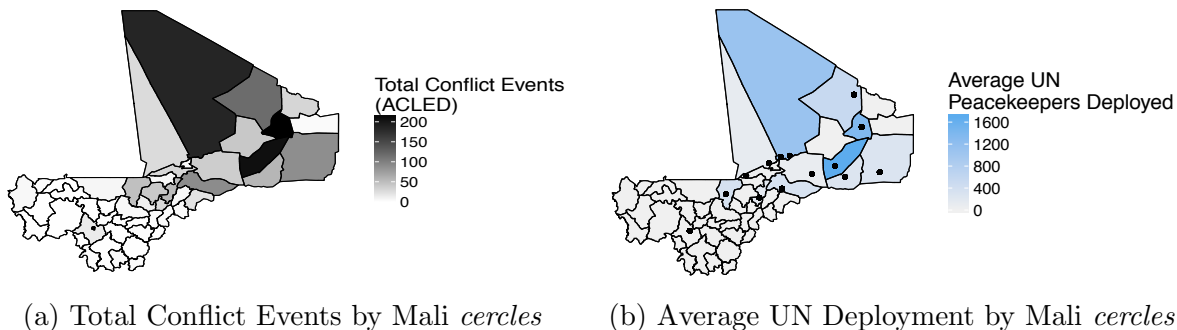 Total Conflict Events
(ACLED)
200
150
100
50
0
Average UN
Peacekeepers Deployed
1600
1200
800
400
0
(a) Total Conflict Events by Mali cercles
(b) Average UN Deployment by Mali cercles